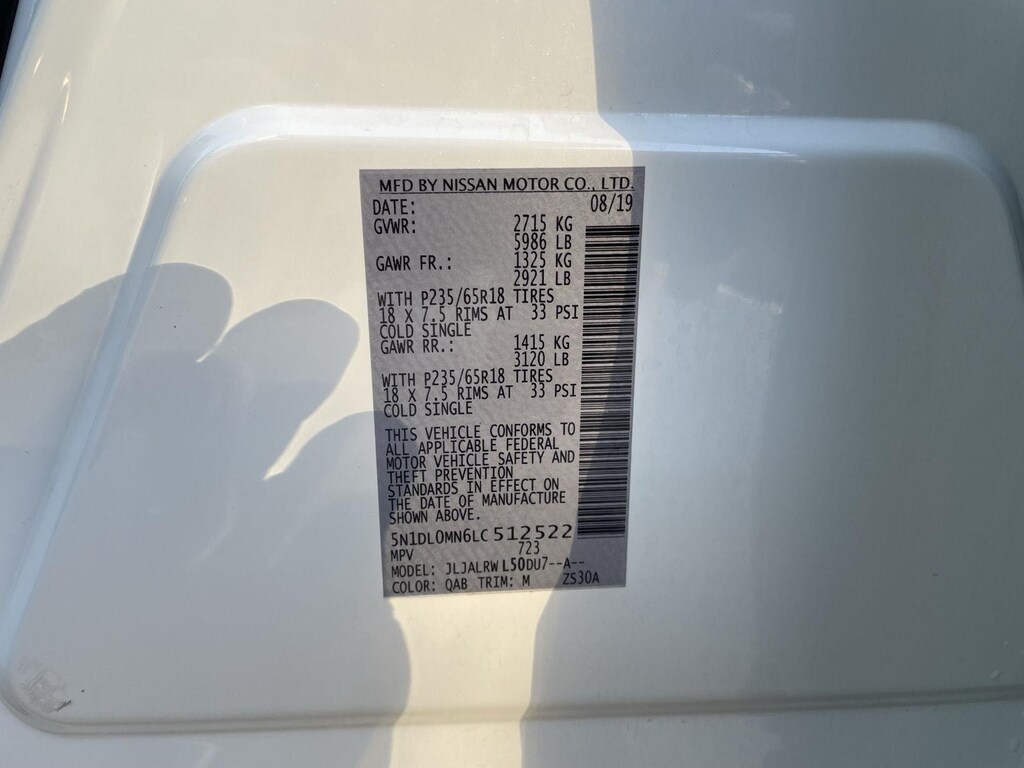 MFD BY NISSAN MOTOR CO., LTD.
DATE: 08/19
GVWR: 2715 KG
5986 LB
GAWR FR.: 1325 KG
2921 LB
WITH P235/65R18 TIRES
18 X 7.5 RIMS AT 33 PSI
COLD SINGLE
GAWR RR.: 1415 KG
3120 LB
WITH P235/65R18 TIRES
18 X 7.5 RIMS AT 33 PSI
COLD SINGLE
THIS VEHICLE CONFORMS TO
ALL APPLICABLE FEDERAL
MOTOR VEHICLE SAFETY AND
THEFT PREVENTION
STANDARDS IN EFFECT ON
THE DATE OF MANUFACTURE
SHOWN ABOVE.
5N1DL0MN6LC 512522
MPV 723
MODEL: JLJALRW L50DU7--A--
COLOR: QAB TRIM: M ZS30A